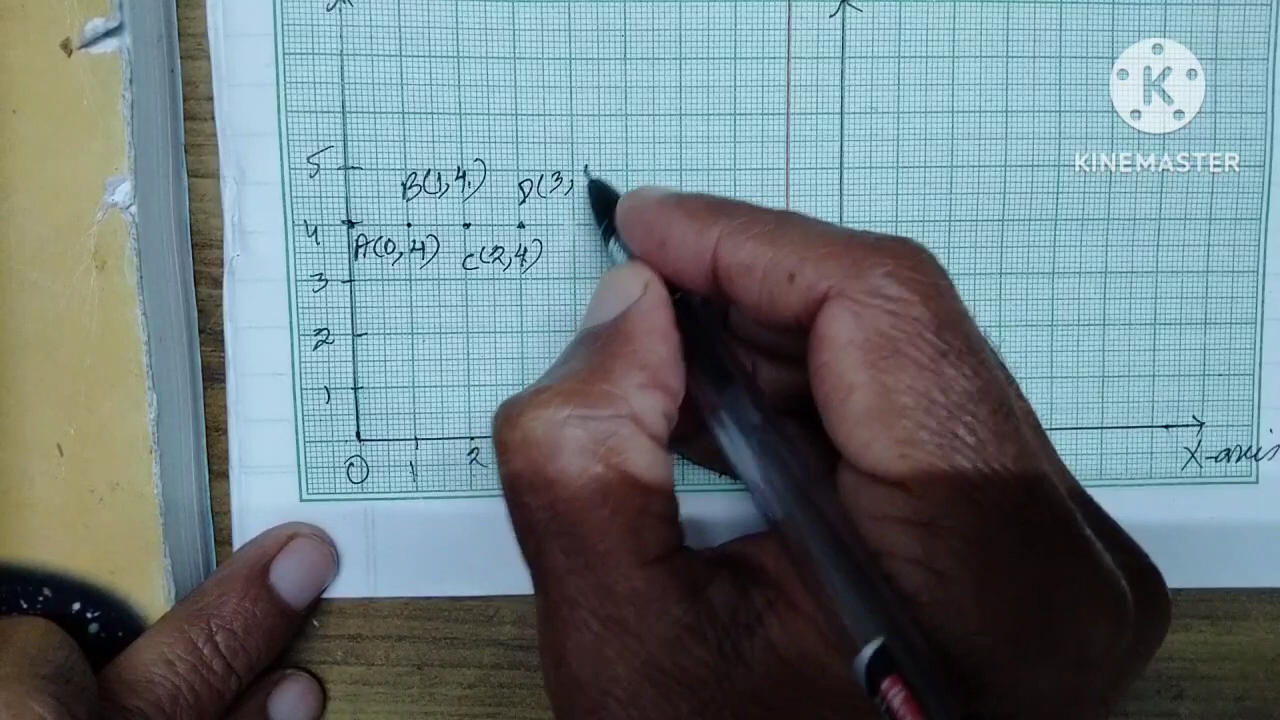 KINEMASTER
5
B(1,4) D(3,
4
A(0,4) C(2,4)
3
2
1
0 1 2
X-axis